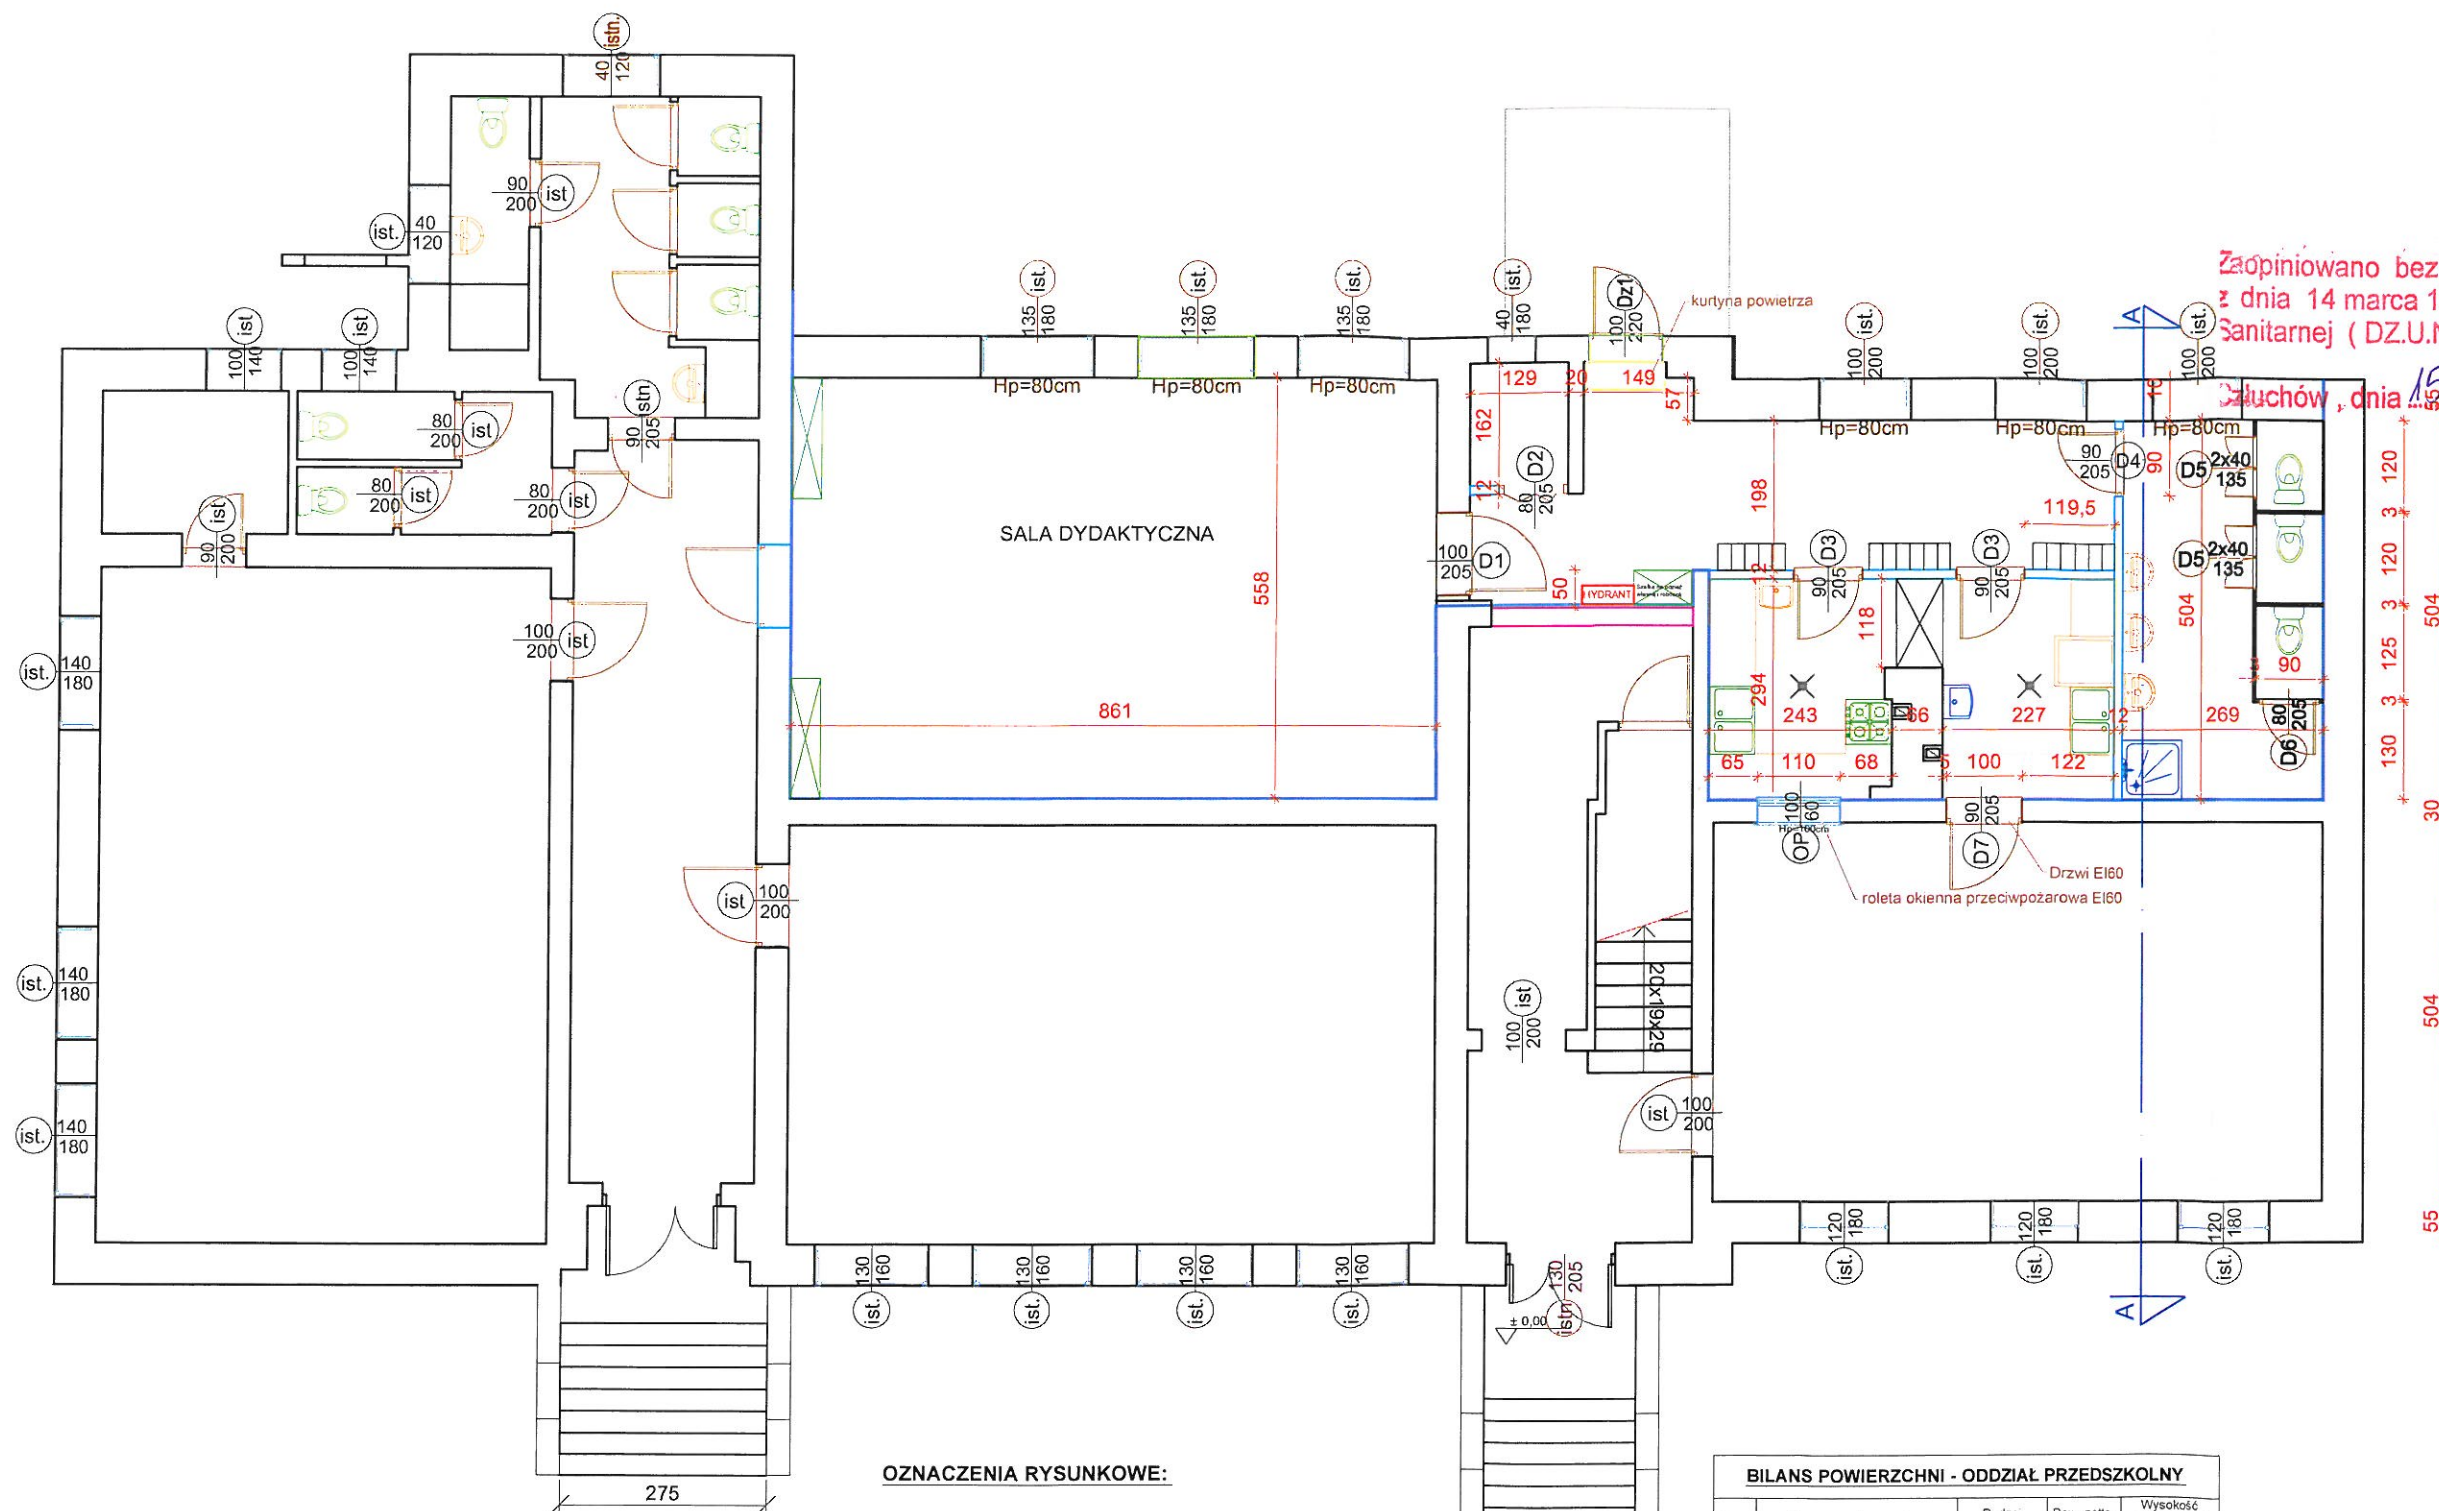 istn.
40
120
90
200
ist
ist.
40
120
ist
100
140
ist
100
140
80
200
ist
80
200
ist
istn
90
205
80
200
ist
ist
90
200
100
200
ist
ist.
140
180
ist.
140
180
ist.
140
180
ist.
135
180
ist.
135
180
ist.
135
180
ist.
40
180
Dz1
100
220
kurtyna powietrza
ist.
100
200
ist.
100
200
ist.
100
200
A
Zaopiniowano bez
z dnia 14 marca 1
Sanitarnej ( DZ.U.N
Człuchów, dnia
15
Hp=80cm
Hp=80cm
Hp=80cm
129
20
149
57
162
12
D2
80
205
Hp=80cm
Hp=80cm
Hp=80cm
16
90
205
D4
90
D5
2x40
135
D5
2x40
135
SALA DYDAKTYCZNA
558
861
100
205
D1
198
119,5
50
HYDRANT
12
D3
90
205
D3
90
205
118
294
504
90
243
66
227
12
269
65
110
68
5
100
122
80
205
D6
55
120
3
120
3
504
125
3
130
30
504
55
100
60
Hp=100cm
OP
90
205
D7
Drzwi EI60
roleta okienna przeciwpożarowa EI60
ist
100
200
ist
100
200
20x19x29
ist
100
200
130
160
ist.
130
160
ist.
130
160
ist.
130
160
ist.
130
205
istn
± 0,00
120
180
ist.
120
180
ist.
120
180
ist.
A
275
OZNACZENIA RYSUNKOWE:
BILANS POWIERZCHNI - ODDZIAŁ PRZEDSZKOLNY
Wysokość